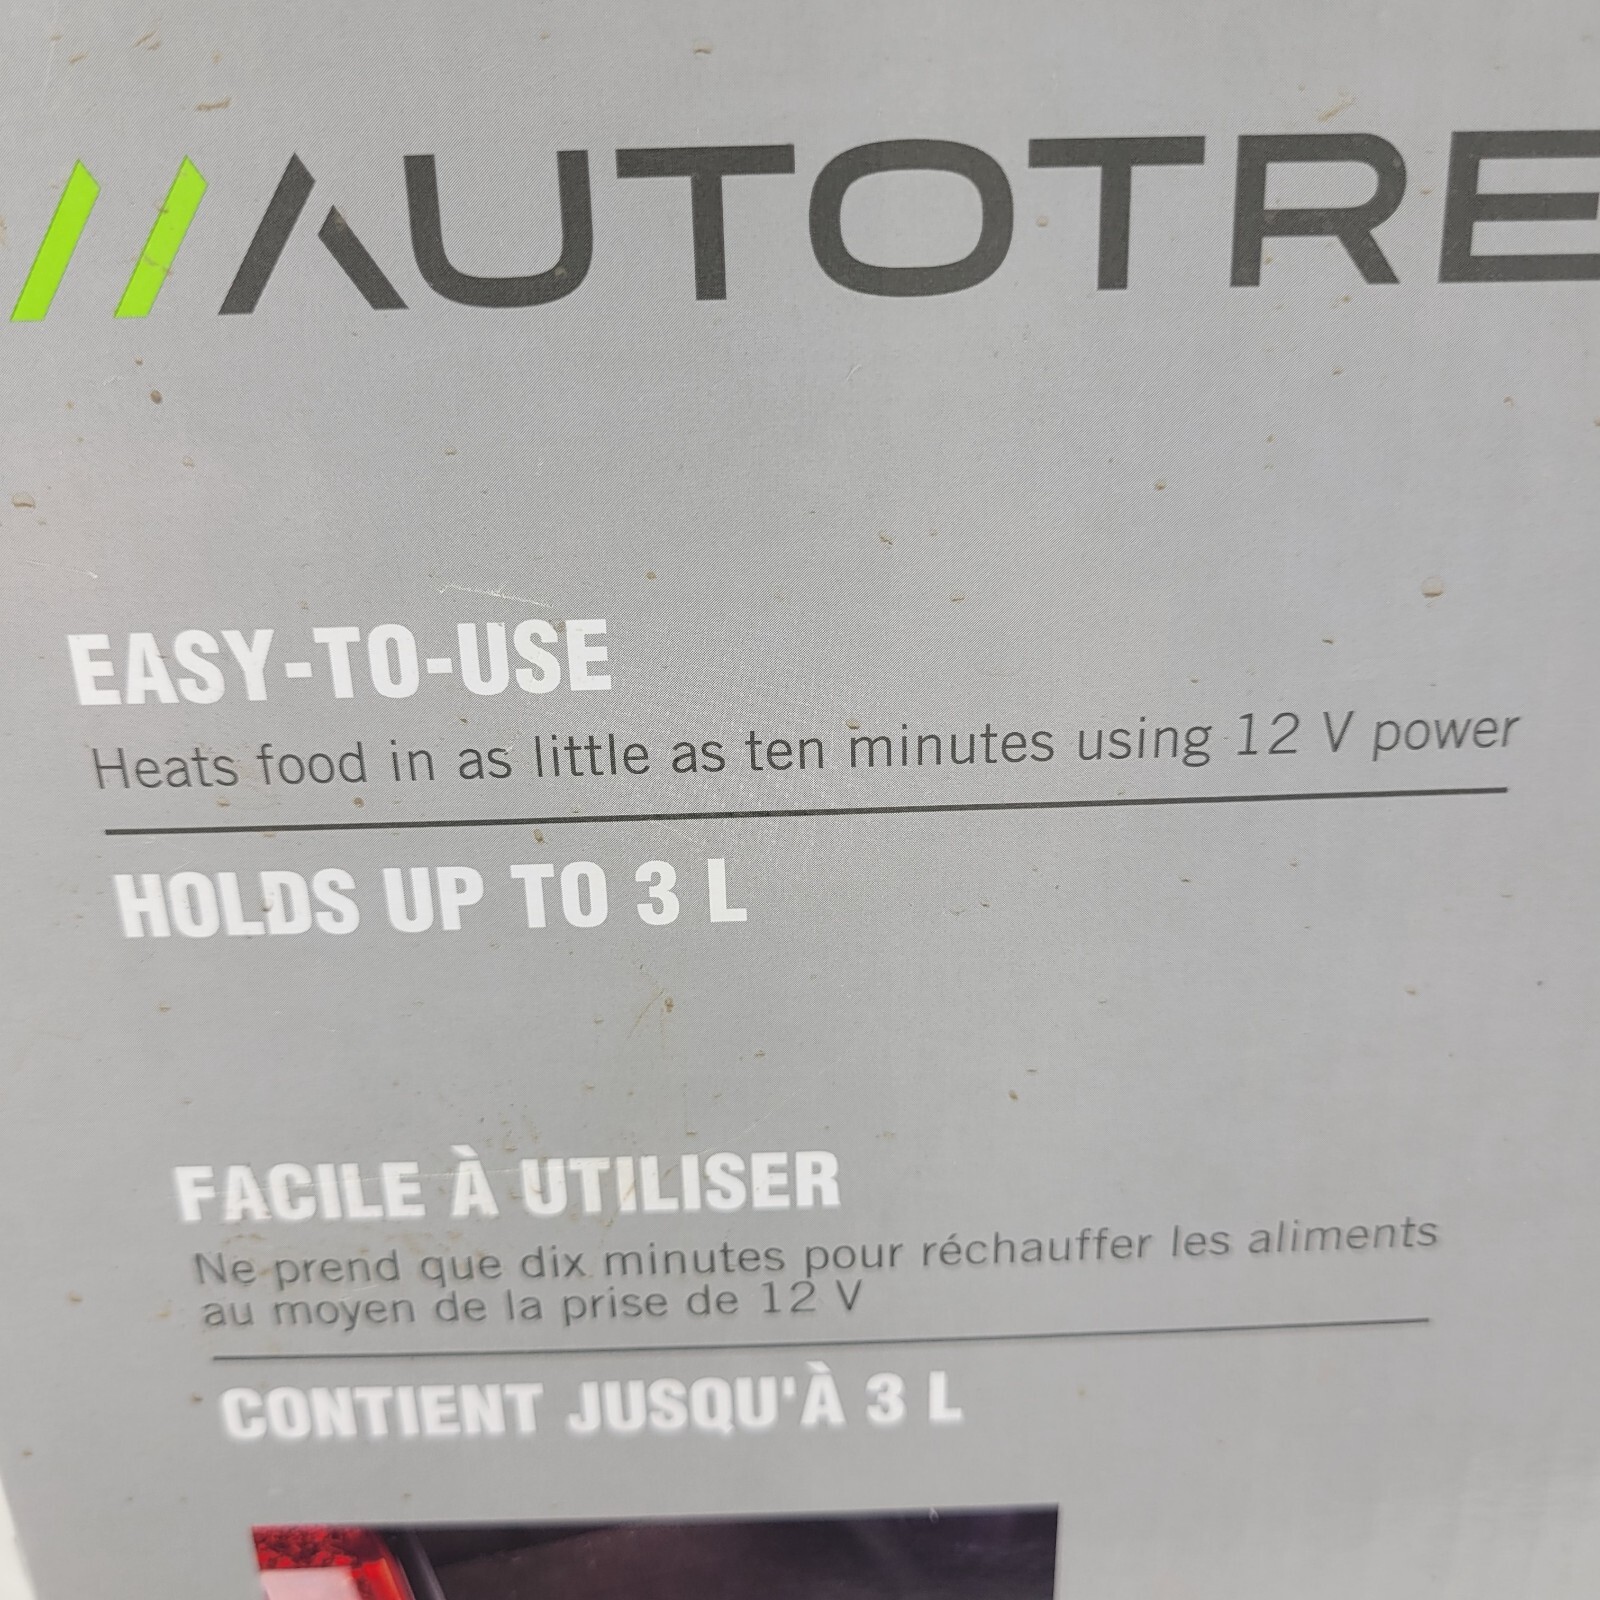 //AUTOTRE
EASY-TO-USE
Heats food in as little as ten minutes using 12 V power
HOLDS UP TO 3 L
FACILE À UTILISER
Ne prend que dix minutes pour réchauffer les aliments
au moyen de la prise de 12 V
CONTIENT JUSQU'À 3 L